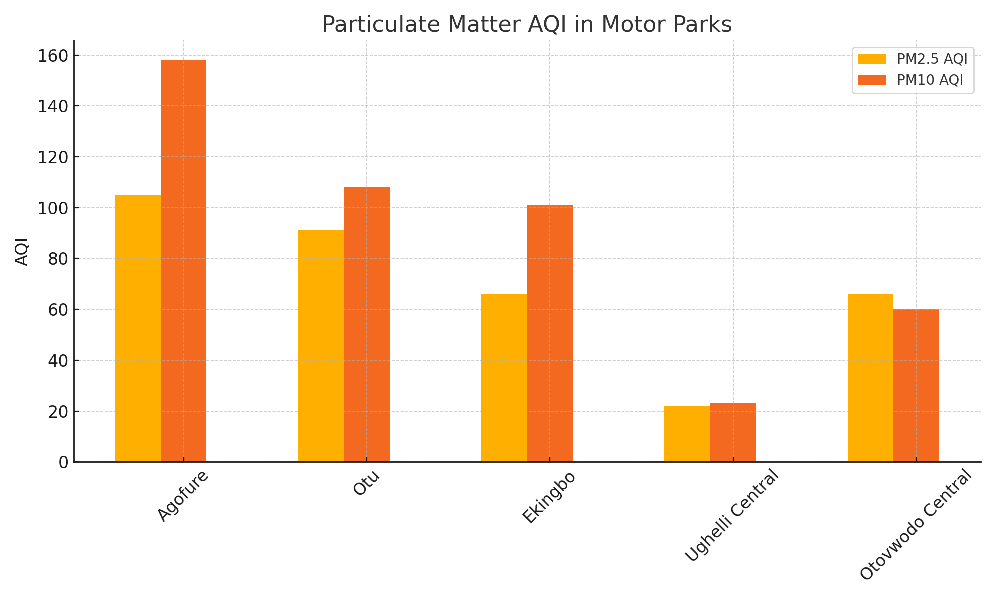 Particulate Matter AQI in Motor Parks
PM2.5 AQI
PM10 AQI
AQI
160
140
120
100
80
60
40
20
0
Agofure
Otu
Ekingbo
Ughelli Central
Otovwodo Central